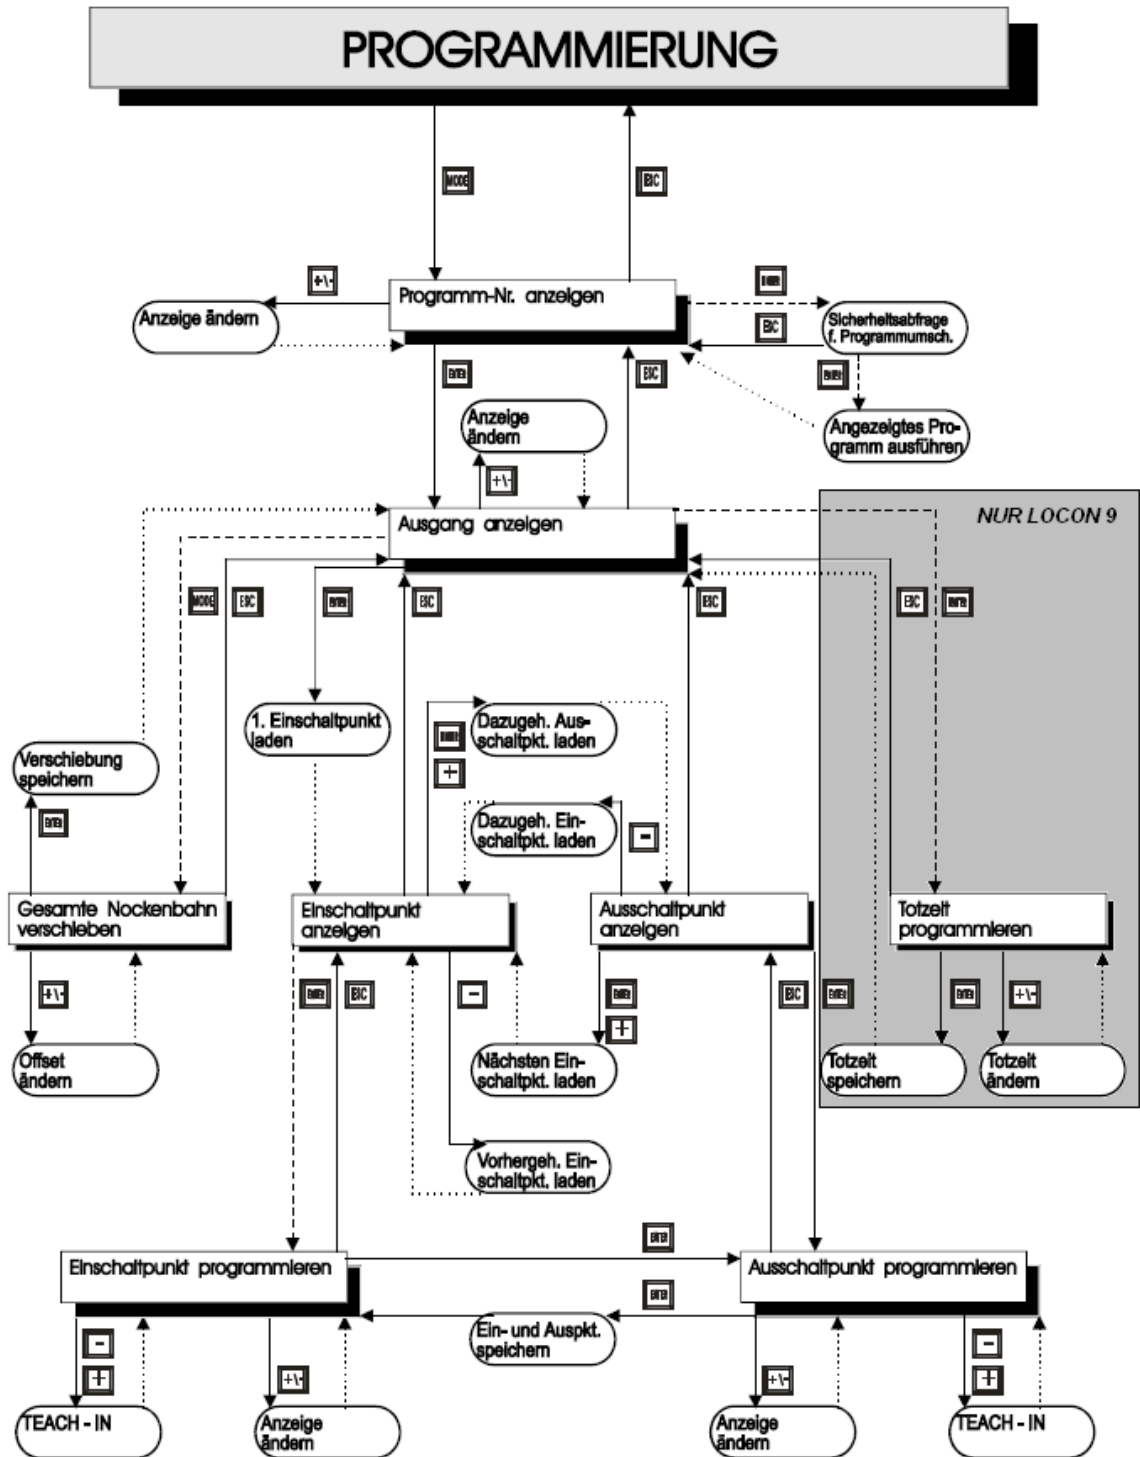 PROGRAMMIERUNG
MODE
ESC
+\-
Programm-Nr. anzeigen
ENTER
Anzeige ändern
Sicherheitsabfrage
f. Programmumsch.
ESC
ENTER
ESC
ENTER
Anzeige
ändern
Angezeigtes Pro-
gramm ausführen
+\-
Ausgang anzeigen
NUR LOCON 9
MODE
ESC
ENTER
ESC
ESC
ESC
ENTER
1. Einschaltpunkt
laden
Dazugeh. Aus-
schaltpkt. laden
ENTER
+
Verschiebung
speichern
ENTER
Dazugeh. Ein-
schaltpkt. laden
-
Gesamte Nockenbahn
verschieben
Einschaltpunkt
anzeigen
Ausschaltpunkt
anzeigen
Totzeit
programmieren
+\-
ENTER
ESC
-
ENTER
+
ESC
ENTER
ENTER
+\-
Offset
ändern
Nächsten Ein-
schaltpkt. laden
Totzeit
speichern
Totzeit
ändern
Vorhergeh. Ein-
schaltpkt. laden
ENTER
Einschaltpunkt programmieren
Ausschaltpunkt programmieren
ENTER
Ein- und Auspkt.
speichern
-
+
+\-
+\-
-
+
TEACH - IN
Anzeige
ändern
Anzeige
ändern
TEACH - IN